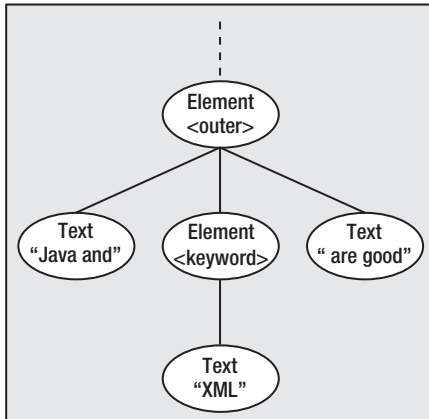 Element
<outer>
Text
“Java and”
Element
<keyword>
Text
“ are good”
Text
“XML”